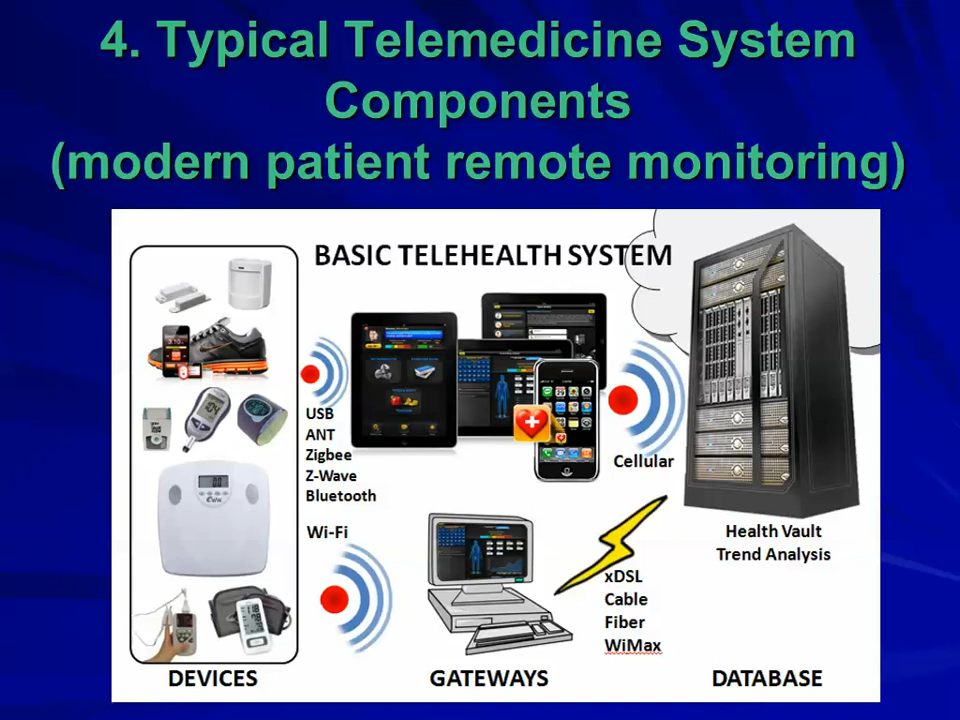 4. Typical Telemedicine System
Components
(modern patient remote monitoring)
BASIC TELEHEALTH SYSTEM
USB
ANT
Zigbee
Z-Wave
Bluetooth
Wi-Fi
Cellular
xDSL
Cable
Fiber
WiMax
Health Vault
Trend Analysis
DEVICES
GATEWAYS
DATABASE